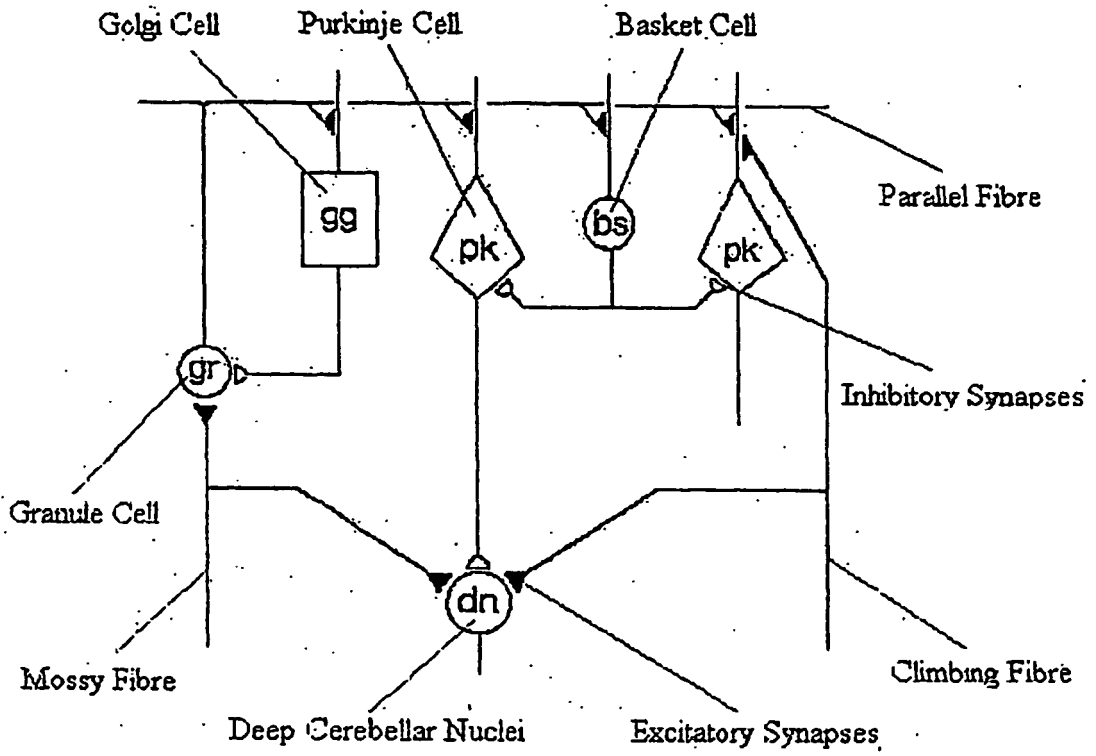 Golgi Cell
Purkinje Cell
Basket Cell
Parallel Fibre
gg
pk
bs
pk
gr
Inhibitory Synapses
Granule Cell
dn
Mossy Fibre
Climbing Fibre
Deep Cerebellar Nuclei
Excitatory Synapses